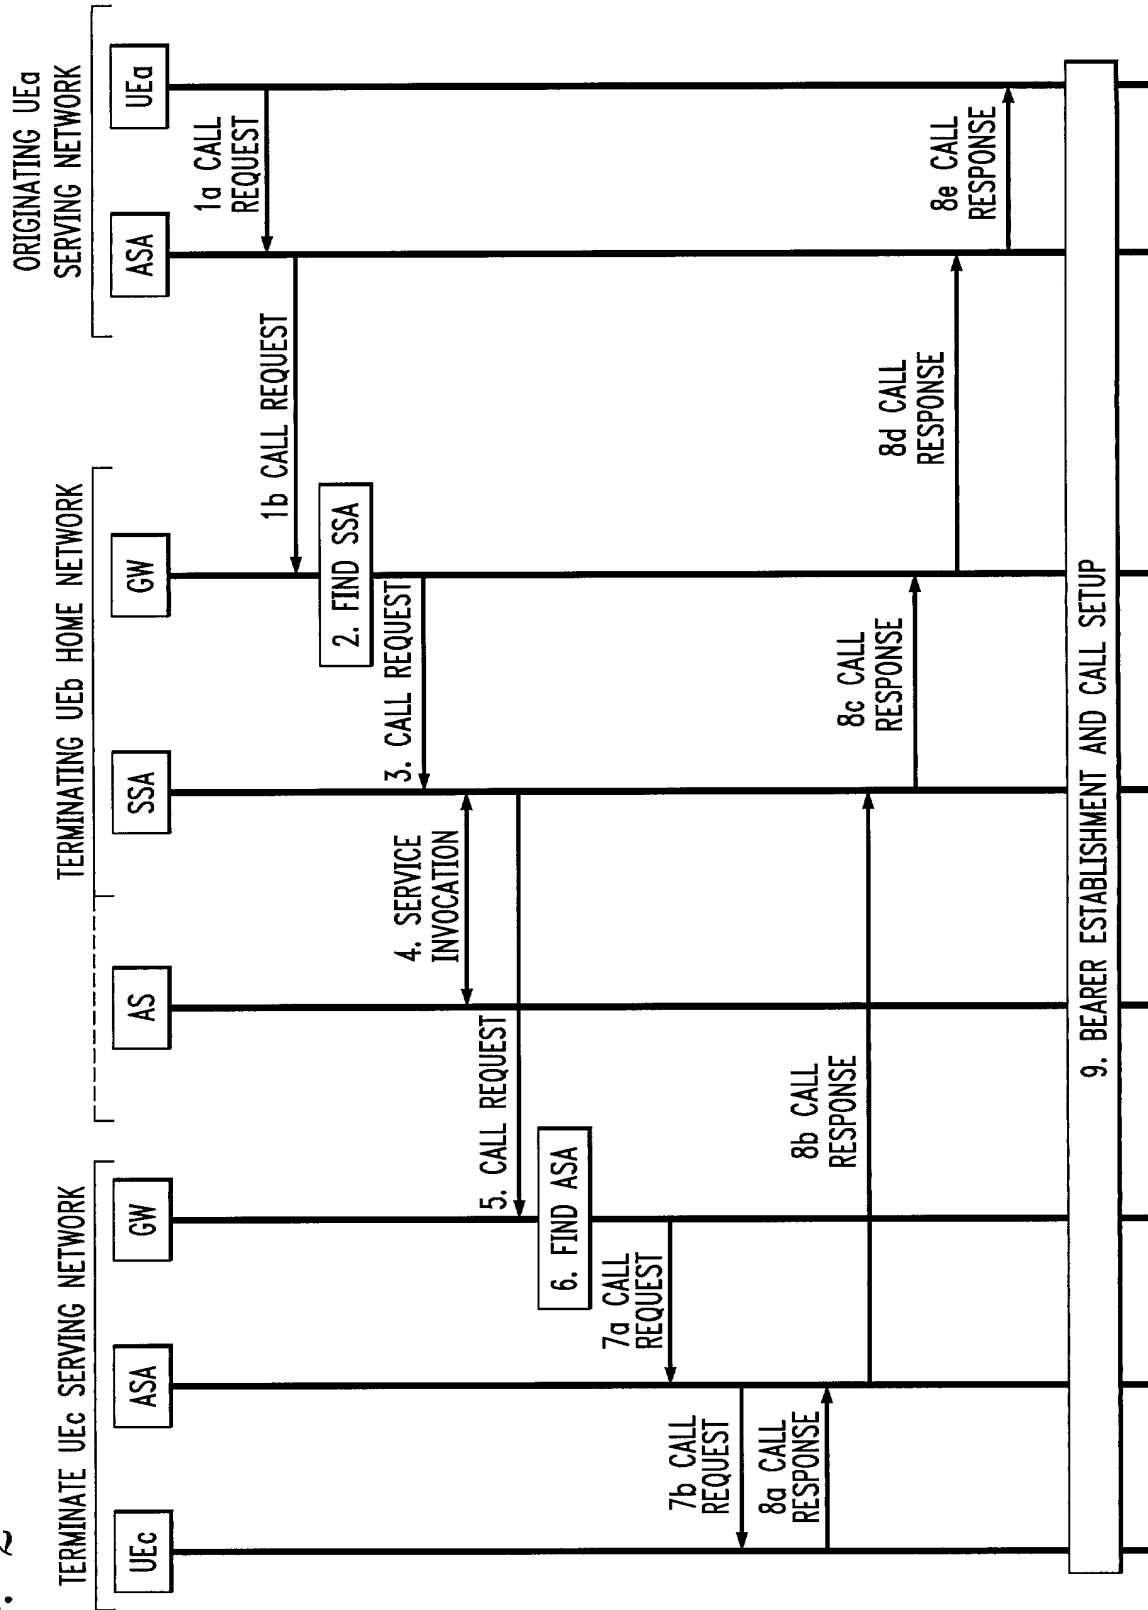 TERMINATE UEc SERVING NETWORK
TERMINATING UEb HOME NETWORK
ORIGINATING UEa
SERVING NETWORK
UEc
ASA
GW
AS
SSA
GW
ASA
UEa
1a CALL
REQUEST
1b CALL REQUEST
2. FIND SSA
3. CALL REQUEST
4. SERVICE
INVOCATION
5. CALL REQUEST
6. FIND ASA
7a CALL
REQUEST
7b CALL
REQUEST
8a CALL
RESPONSE
8b CALL
RESPONSE
8c CALL
RESPONSE
8d CALL
RESPONSE
8e CALL
RESPONSE
9. BEARER ESTABLISHMENT AND CALL SETUP